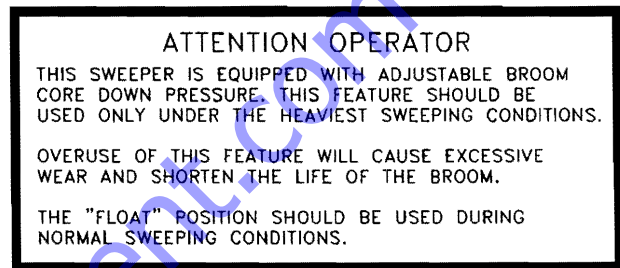 ATTENTION OPERATOR
THIS SWEEPER IS EQUIPPED WITH ADJUSTABLE BROOM
CORE DOWN PRESSURE. THIS FEATURE SHOULD BE
USED ONLY UNDER THE HEAVIEST SWEEPING CONDITIONS.
OVERUSE OF THIS FEATURE WILL CAUSE EXCESSIVE
WEAR AND SHORTEN THE LIFE OF THE BROOM.
THE "FLOAT" POSITION SHOULD BE USED DURING
NORMAL SWEEPING CONDITIONS.
ent.com